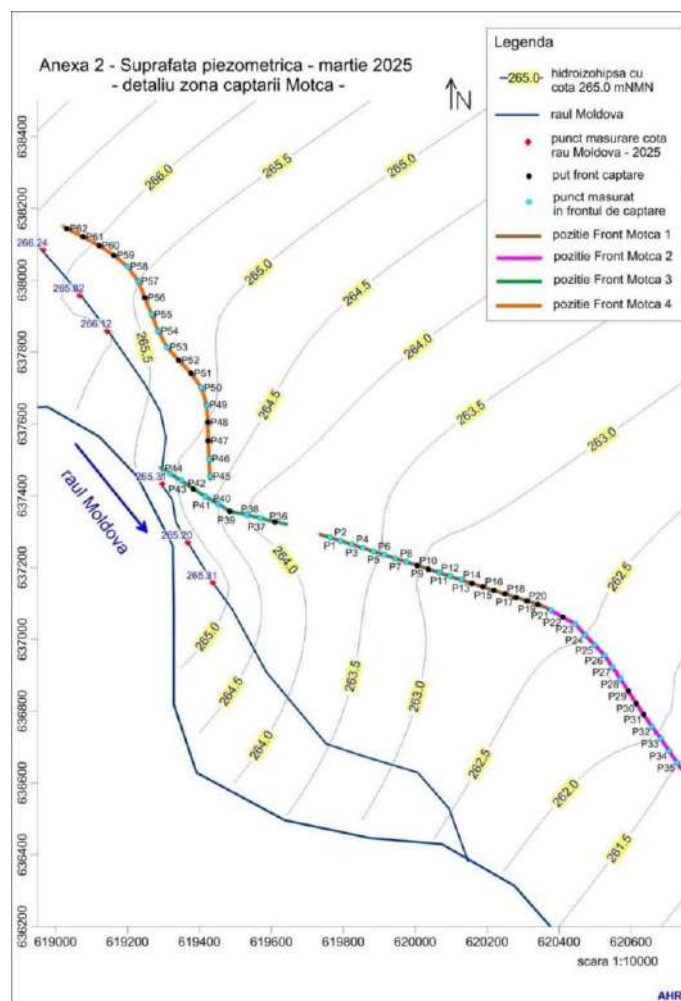 Anexa 2 - Suprafata piezometrica - martie 2025
- detaliu zona captarii Motca -
N
Legenda
265.0 hidroizohipsa cu
cota 265.0 mNMN
raul Moldova
punct masurare cota
rau Moldova - 2025
put front captare
punct masurat
in frontul de captare
pozitie Front Motca 1
pozitie Front Motca 2
pozitie Front Motca 3
pozitie Front Motca 4
638400
638200
638000
637800
637600
637400
637200
637000
636800
636600
636400
636200
266.0
265.5
265.0
265.0
264.5
264.0
263.5
263.0
262.5
265.5
264.5
264.0
265.0
264.5
264.0
263.5
263.0
262.5
262.0
261.5
266.24
265.82
266.12
265.31
265.20
P62
P61
P60
P59
P58
P57
P56
P55
P54
P53
P52
P51
P50
P49
P48
P47
P46
P45
P44
P43
P42
P41
P40
P39
P38
P37
P36
P2
P1
P4
P3
P6
P5
P8
P7
P10
P9
P12
P11
P14
P13
P16
P15
P18
P17
P20
P19
P21
P22
P23
P24
P25
P26
P27
P28
P29
P30
P31
P32
P33
P34
P35
raul Moldova
619000 619200 619400 619600 619800 620000 620200 620400 620600
scara 1:10000
AHR